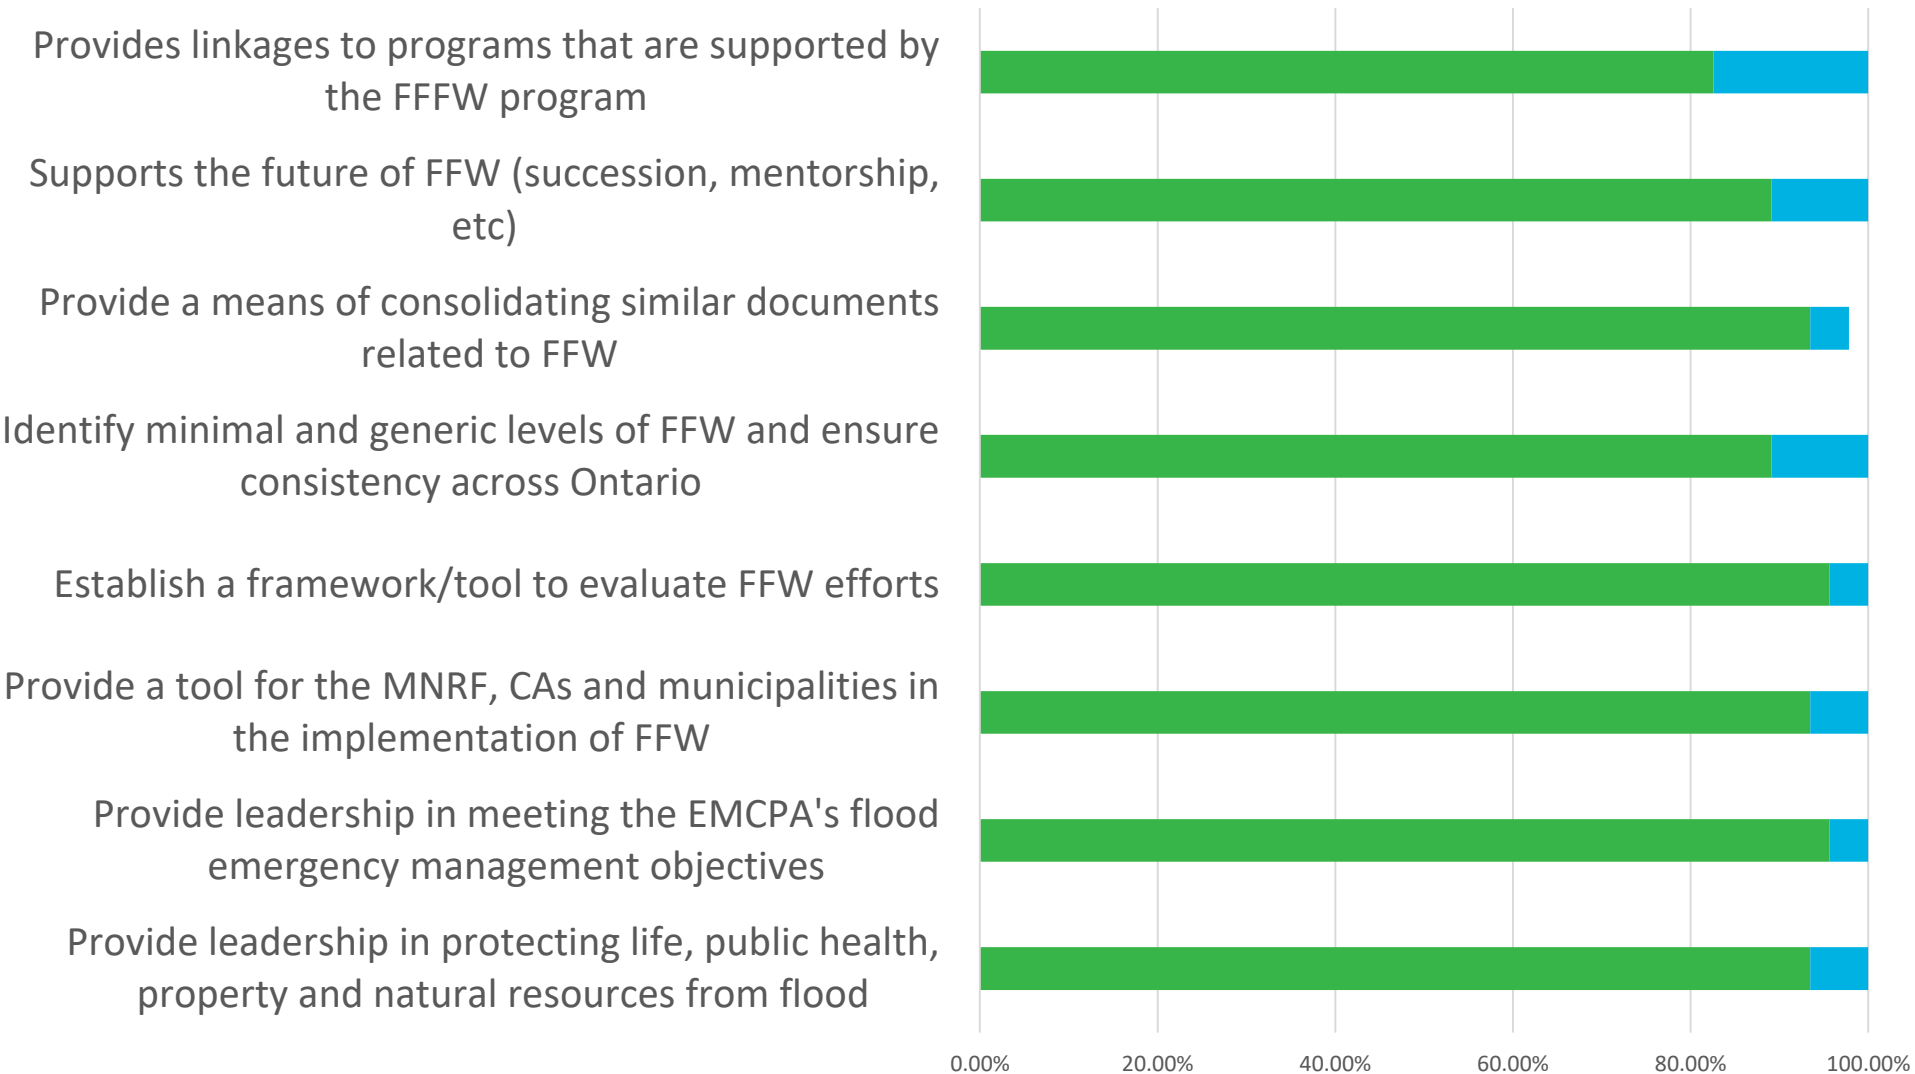 Provides linkages to programs that are supported by
the FFFW program
Supports the future of FFW (succession, mentorship,
etc)
Provide a means of consolidating similar documents
related to FFW
Identify minimal and generic levels of FFW and ensure
consistency across Ontario
Establish a framework/tool to evaluate FFW efforts
Provide a tool for the MNRF, CAs and municipalities in
the implementation of FFW
Provide leadership in meeting the EMCPA's flood
emergency management objectives
Provide leadership in protecting life, public health,
property and natural resources from flood
0.00% 20.00% 40.00% 60.00% 80.00% 100.00%